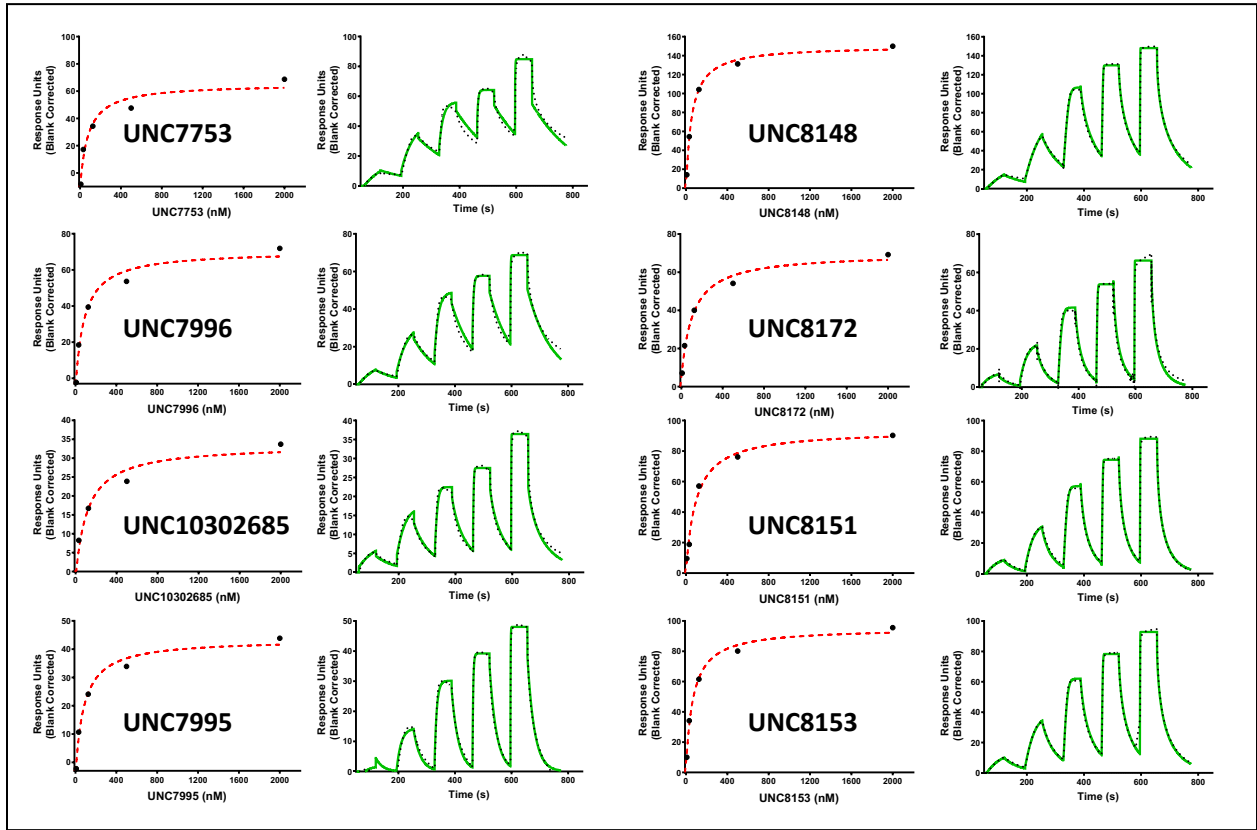 Response Units
(Blank Corrected)
100
80
60
40
20
0
UNC7753
0 400 800 1200 1600 2000
UNC7753 (nM)
Response Units
(Blank Corrected)
100
80
60
40
20
0
200 400 600 800
Time (s)
Response Units
(Blank Corrected)
160
140
120
100
80
60
40
20
0
UNC8148
0 400 800 1200 1600 2000
UNC8148 (nM)
Response Units
(Blank Corrected)
160
140
120
100
80
60
40
20
0
200 400 600 800
Time (s)
Response Units
(Blank Corrected)
80
60
40
20
0
UNC7996
0 400 800 1200 1600 2000
UNC7996 (nM)
Response Units
(Blank Corrected)
80
60
40
20
0
200 400 600 800
Time (s)
Response Units
(Blank Corrected)
80
60
40
20
0
UNC8172
0 400 800 1200 1600 2000
UNC8172 (nM)
Response Units
(Blank Corrected)
80
60
40
20
0
200 400 600 800
Time (s)
Response Units
(Blank Corrected)
40
35
30
25
20
15
10
5
0
UNC10302685
0 400 800 1200 1600 2000
UNC10302685 (nM)
Response Units
(Blank Corrected)
40
35
30
25
20
15
10
5
0
200 400 600 800
Time (s)
Response Units
(Blank Corrected)
100
80
60
40
20
0
UNC8151
0 400 800 1200 1600 2000
UNC8151 (nM)
Response Units
(Blank Corrected)
100
80
60
40
20
0
200 400 600 800
Time (s)
Response Units
(Blank Corrected)
50
40
30
20
10
0
UNC7995
0 400 800 1200 1600 2000
UNC7995 (nM)
Response Units
(Blank Corrected)
50
40
30
20
10
0
200 400 600 800
Time (s)
Response Units
(Blank Corrected)
100
80
60
40
20
0
UNC8153
0 400 800 1200 1600 2000
UNC8153 (nM)
Response Units
(Blank Corrected)
100
80
60
40
20
0
200 400 600 800
Time (s)